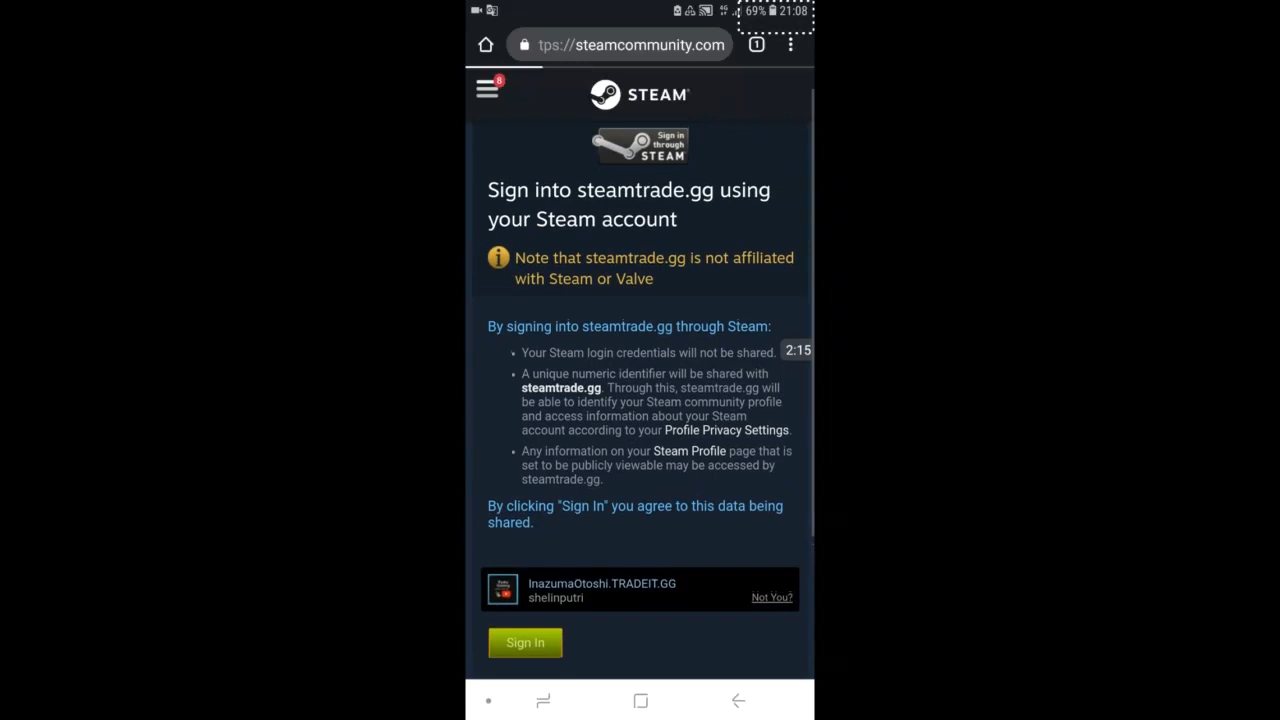 4G 69% 21:08
tps://steamcommunity.com 1
8
STEAM®
Sign in
through
STEAM
Sign into steamtrade.gg using
your Steam account
Note that steamtrade.gg is not affiliated
with Steam or Valve
By signing into steamtrade.gg through Steam:
• Your Steam login credentials will not be shared.
2:15
• A unique numeric identifier will be shared with
steamtrade.gg. Through this, steamtrade.gg will
be able to identify your Steam community profile
and access information about your Steam
account according to your Profile Privacy Settings.
• Any information on your Steam Profile page that is
set to be publicly viewable may be accessed by
steamtrade.gg.
By clicking "Sign In" you agree to this data being
shared.
InazumaOtoshi.TRADEIT.GG
shelinputri
Not You?
Sign In